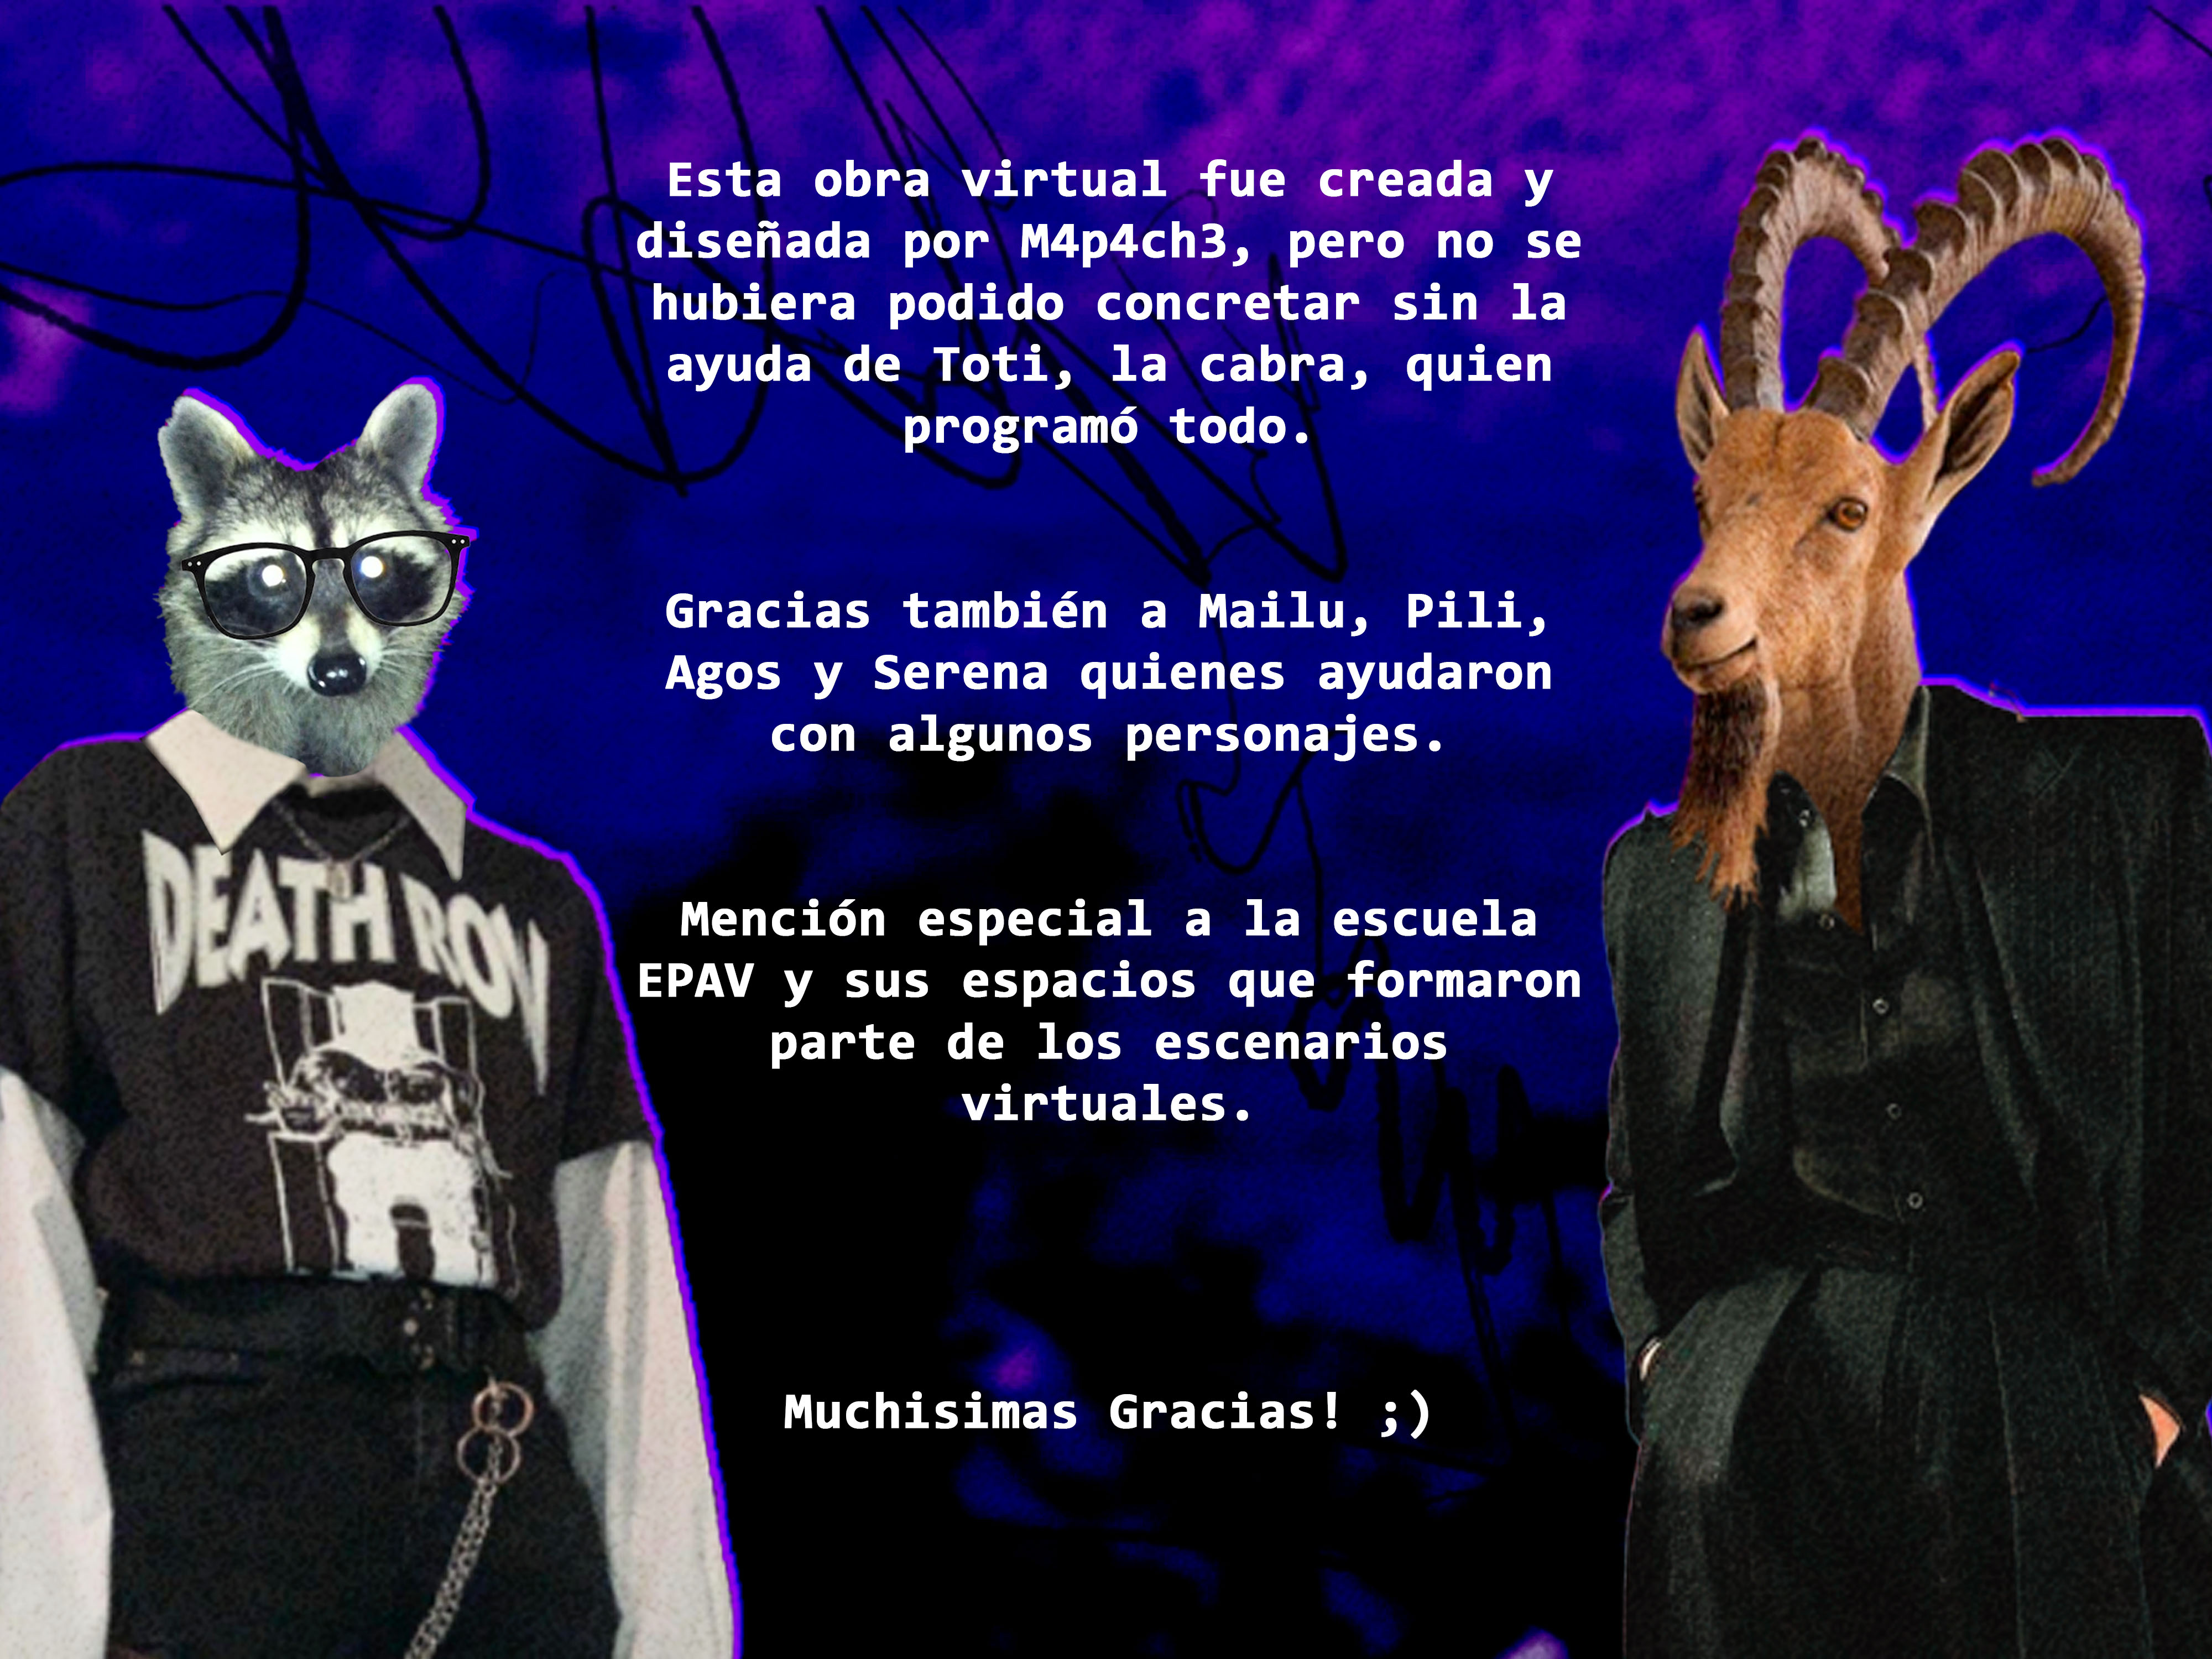 Esta obra virtual fue creada y
diseñada por M4p4ch3, pero no se
hubiera podido concretar sin la
ayuda de Toti, la cabra, quien
programó todo.
Gracias también a Mailu, Pili,
Agos y Serena quienes ayudaron
con algunos personajes.
Mención especial a la escuela
EPAV y sus espacios que formaron
parte de los escenarios
virtuales.
Muchisimas Gracias! ;)
DEATH ROW